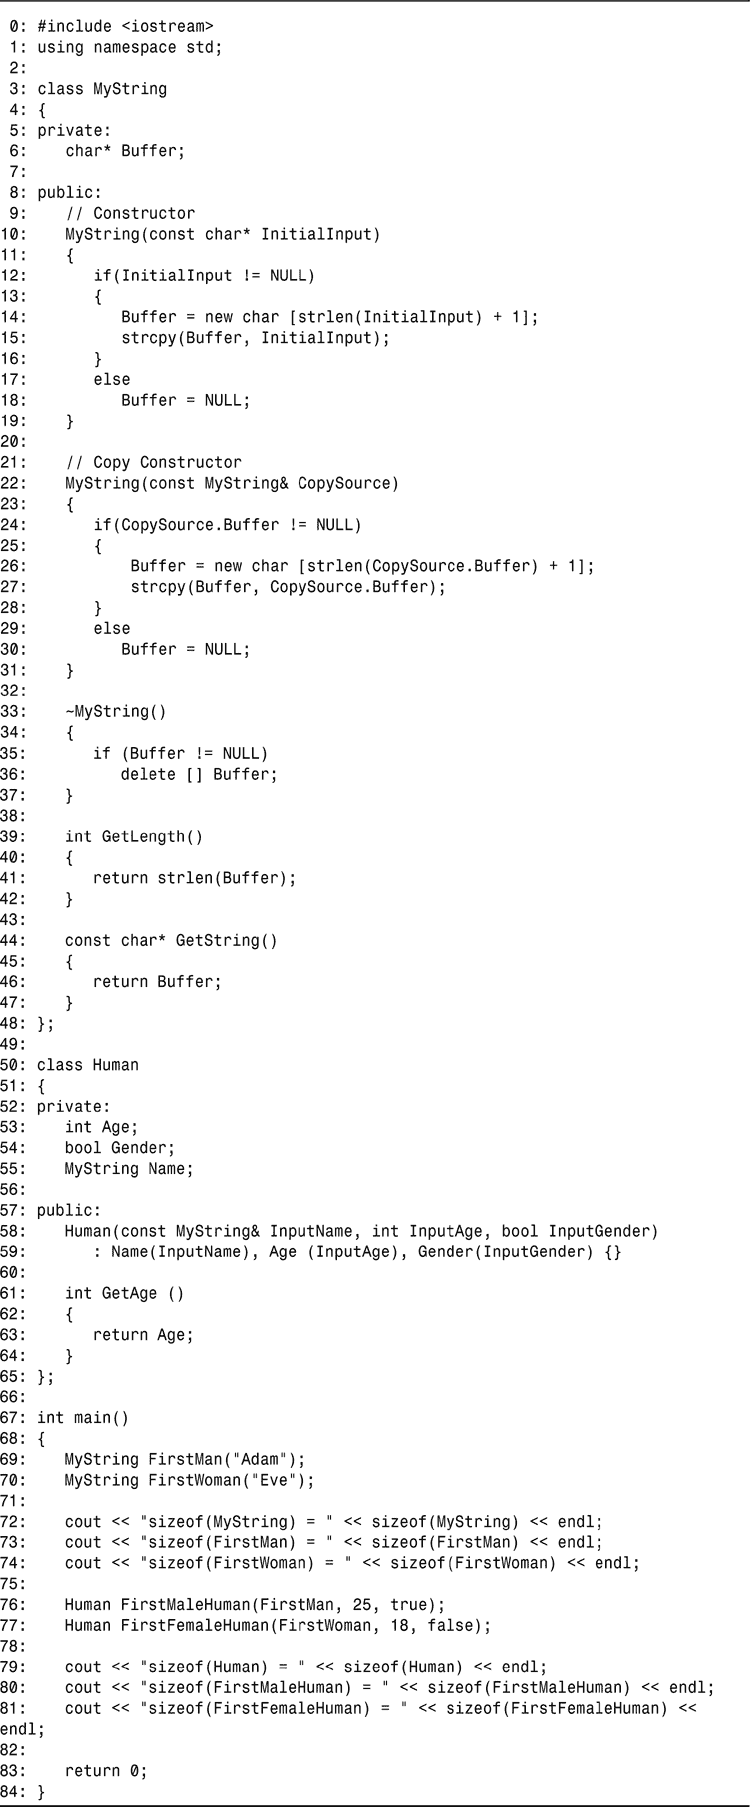 0: #include <iostream>
1: using namespace std;
2:
3: class MyString
4: {
5: private:
6:    char* Buffer;
7:
8: public:
9:    // Constructor
10:    MyString(const char* InitialInput)
11:    {
12:       if(InitialInput != NULL)
13:       {
14:          Buffer = new char [strlen(InitialInput) + 1];
15:          strcpy(Buffer, InitialInput);
16:       }
17:       else
18:          Buffer = NULL;
19:    }
20:
21:    // Copy Constructor
22:    MyString(const MyString& CopySource)
23:    {
24:       if(CopySource.Buffer != NULL)
25:       {
26:           Buffer = new char [strlen(CopySource.Buffer) + 1];
27:           strcpy(Buffer, CopySource.Buffer);
28:       }
29:       else
30:          Buffer = NULL;
31:    }
32:
33:    ~MyString()
34:    {
35:       if (Buffer != NULL)
36:          delete [] Buffer;
37:    }
38:
39:    int GetLength()
40:    {
41:       return strlen(Buffer);
42:    }
43:
44:    const char* GetString()
45:    {
46:       return Buffer;
47:    }
48: };
49:
50: class Human
51: {
52: private:
53:    int Age;
54:    bool Gender;
55:    MyString Name;
56:
57: public:
58:    Human(const MyString& InputName, int InputAge, bool InputGender)
59:       : Name(InputName), Age (InputAge), Gender(InputGender) {}
60:
61:    int GetAge ()
62:    {
63:       return Age;
64:    }
65: };
66:
67: int main()
68: {
69:    MyString FirstMan("Adam");
70:    MyString FirstWoman("Eve");
71:
72:    cout << "sizeof(MyString) = " << sizeof(MyString) << endl;
73:    cout << "sizeof(FirstMan) = " << sizeof(FirstMan) << endl;
74:    cout << "sizeof(FirstWoman) = " << sizeof(FirstWoman) << endl;
75:
76:    Human FirstMaleHuman(FirstMan, 25, true);
77:    Human FirstFemaleHuman(FirstWoman, 18, false);
78:
79:    cout << "sizeof(Human) = " << sizeof(Human) << endl;
80:    cout << "sizeof(FirstMaleHuman) = " << sizeof(FirstMaleHuman) << endl;
81:    cout << "sizeof(FirstFemaleHuman) = " << sizeof(FirstFemaleHuman) <<
endl;
82:
83:    return 0;
84: }